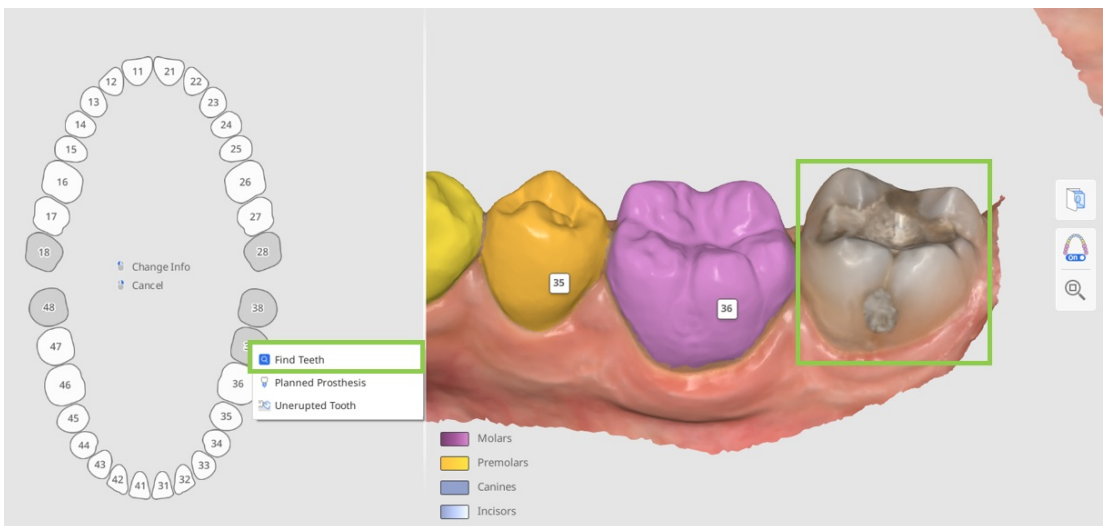 11 21
12 22
13 23
14 24
15 25
16 26
17 27
18 28
Change Info
Cancel
48 38
47
Find Teeth
46 36
Planned Prosthesis
Unerupted Tooth
45 35
44 34
43 33
42 41 31 32
35
36
ON
Molars
Premolars
Canines
Incisors